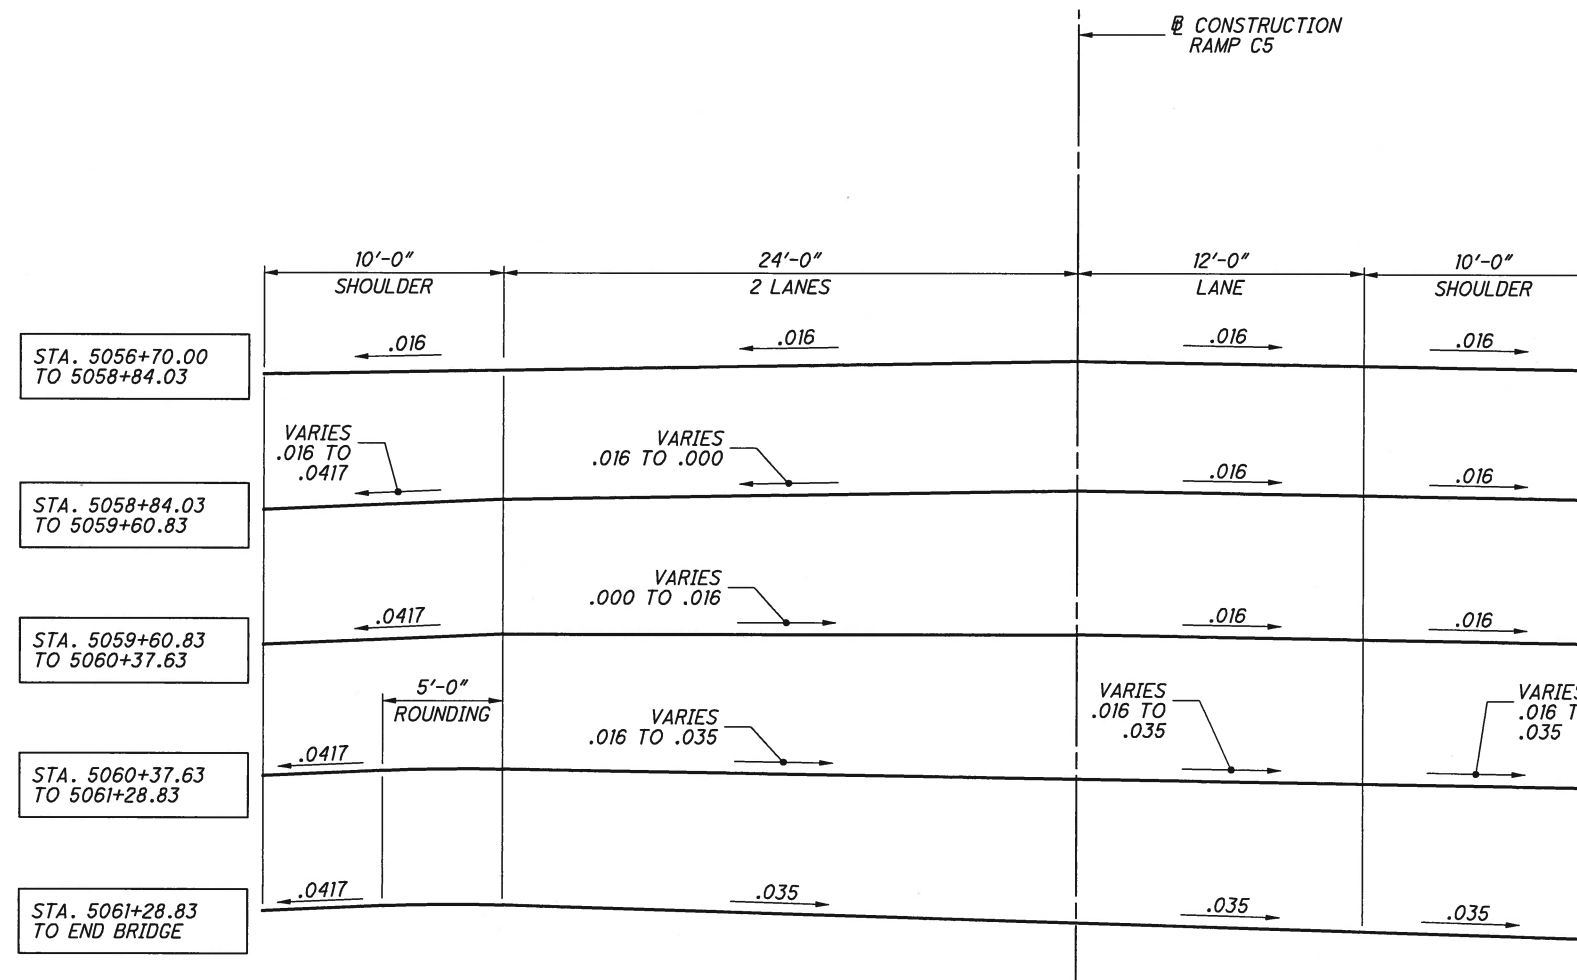 ℄ CONSTRUCTION
RAMP C5
10'-0" 24'-0" 12'-0" 10'-0"
SHOULDER 2 LANES LANE SHOULDER
STA. 5056+70.00
TO 5058+84.03
.016 .016 .016 .016
STA. 5058+84.03
TO 5059+60.83
VARIES
.016 TO
.0417
VARIES
.016 TO .000
.016 .016
STA. 5059+60.83
TO 5060+37.63
.0417
VARIES
.000 TO .016
.016 .016
5'-0"
ROUNDING
STA. 5060+37.63
TO 5061+28.83
.0417
VARIES
.016 TO .035
VARIES
.016 TO
.035
VARIES
.016 T
.035
STA. 5061+28.83
TO END BRIDGE
.0417 .035 .035 .035